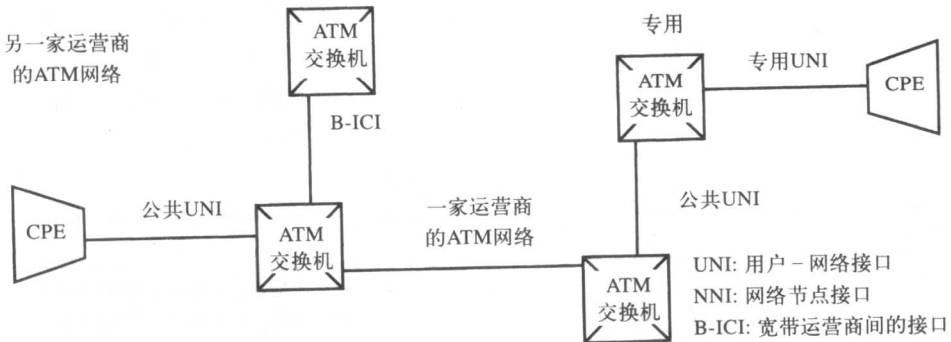 另一家运营商
的ATM网络
ATM
交换机
专用
ATM
交换机
专用UNI
CPE
B-ICI
CPE
公共UNI
ATM
交换机
一家运营商
的ATM网络
公共UNI
ATM
交换机
UNI: 用户－网络接口
NNI: 网络节点接口
B-ICI: 宽带运营商间的接口